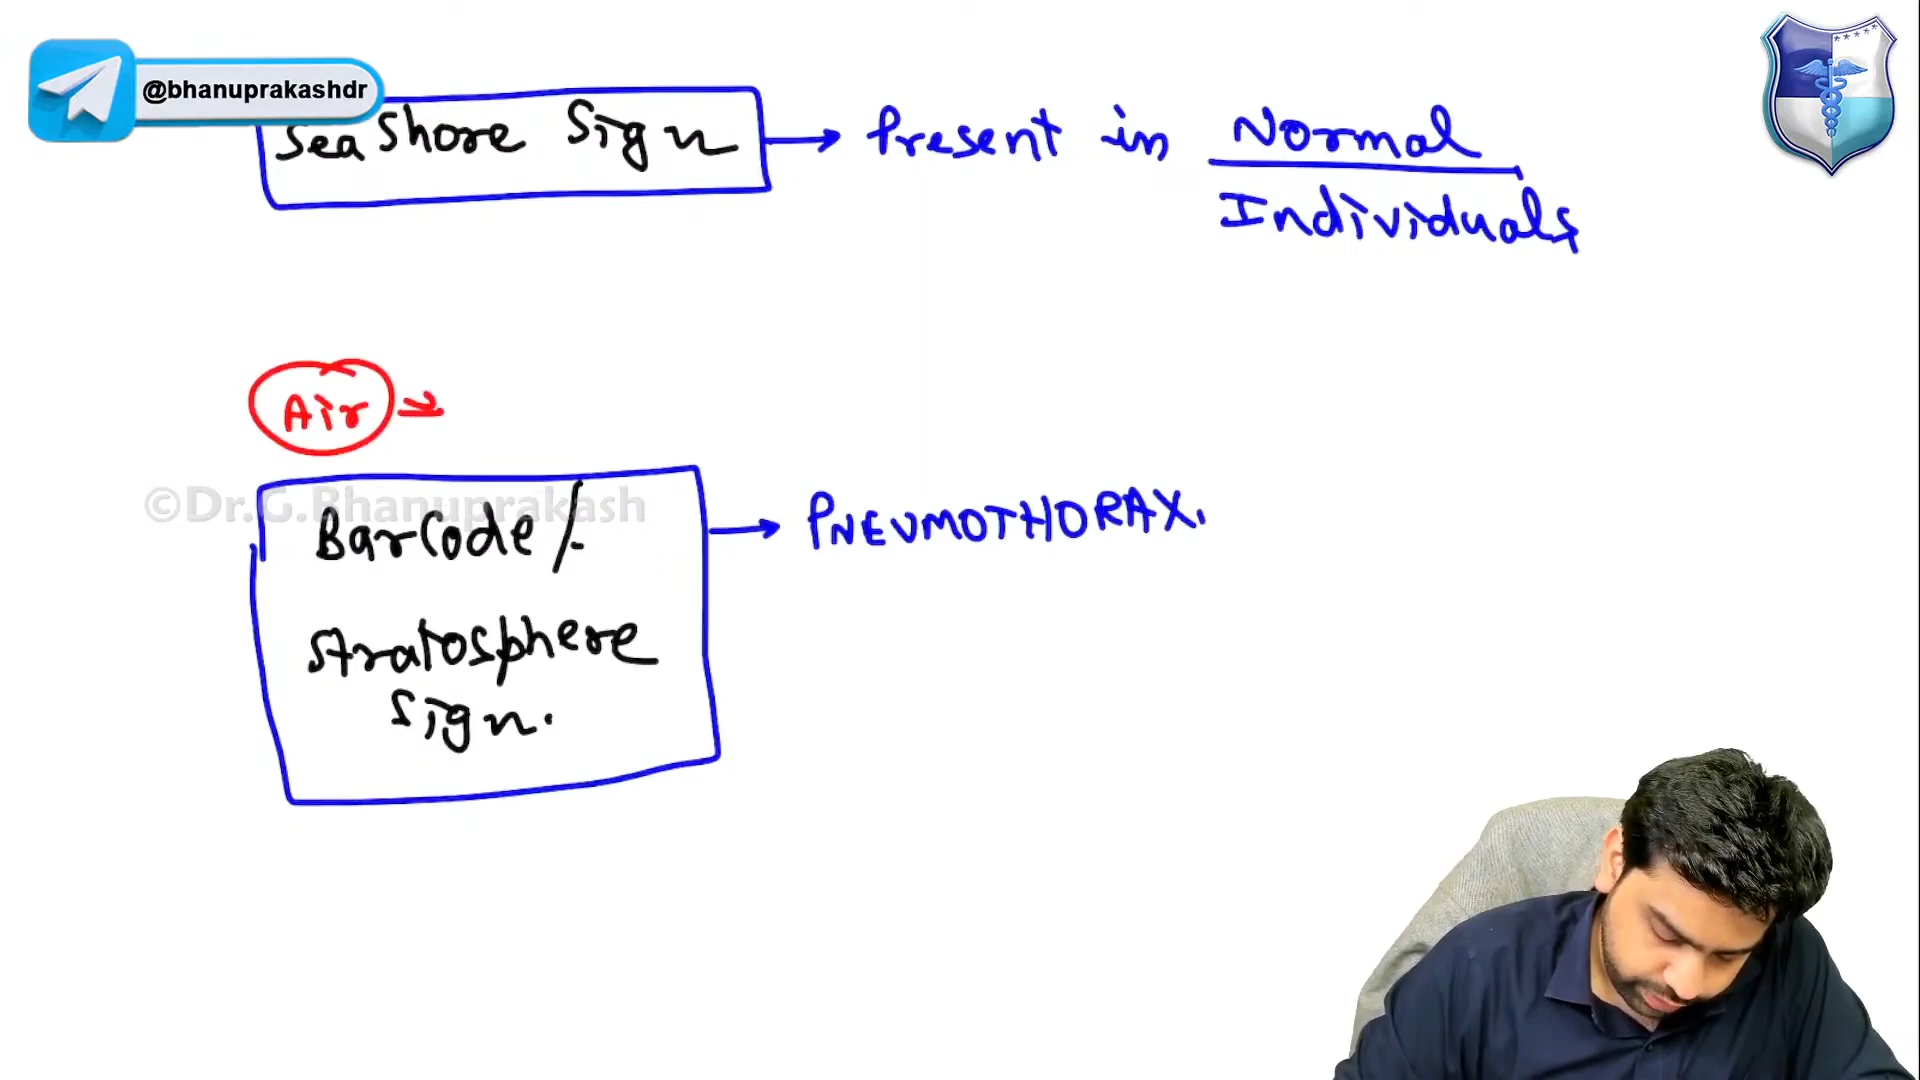 @bhanuprakashdr
Sea Shore Sign → Present in Normal
Individuals
Air →
©Dr.G.Bhanuprakash
BarCode / → PNEUMOTHORAX.
Stratosphere
Sign.